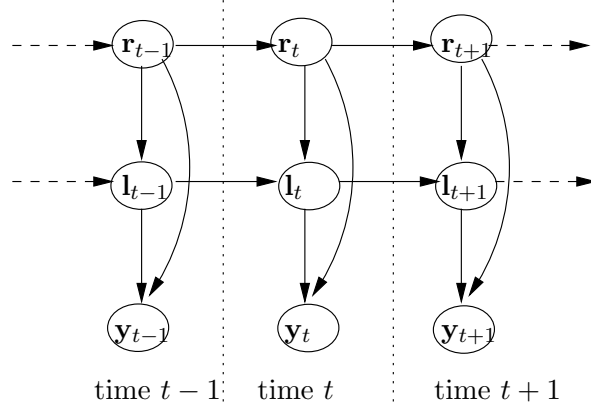 r_{t−1} r_t r_{t+1}
l_{t−1} l_t l_{t+1}
y_{t−1} y_t y_{t+1}
time t − 1 time t time t + 1